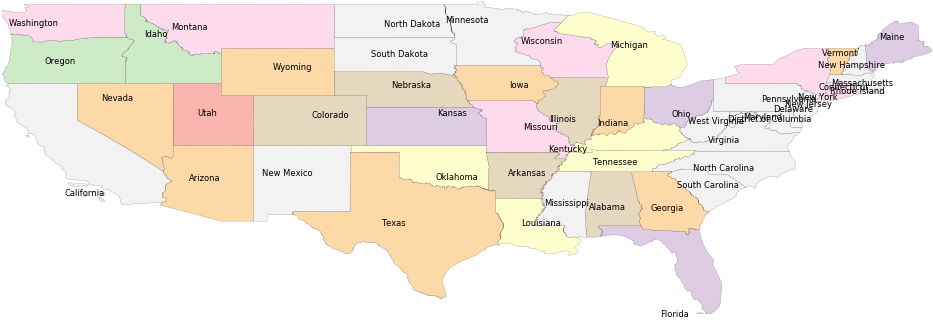 Washington
Montana
Idaho
Oregon
North Dakota
Minnesota
South Dakota
Wisconsin
Michigan
Maine
Vermont
New Hampshire
Wyoming
Nebraska
Iowa
Massachusetts
Connecticut
Rhode Island
New York
Pennsylvania
New Jersey
Nevada
Utah
Colorado
Kansas
Missouri
Illinois
Indiana
Ohio
Delaware
Maryland
District of Columbia
West Virginia
Virginia
Kentucky
California
Arizona
New Mexico
Oklahoma
Arkansas
Tennessee
North Carolina
South Carolina
Texas
Louisiana
Mississippi
Alabama
Georgia
Florida